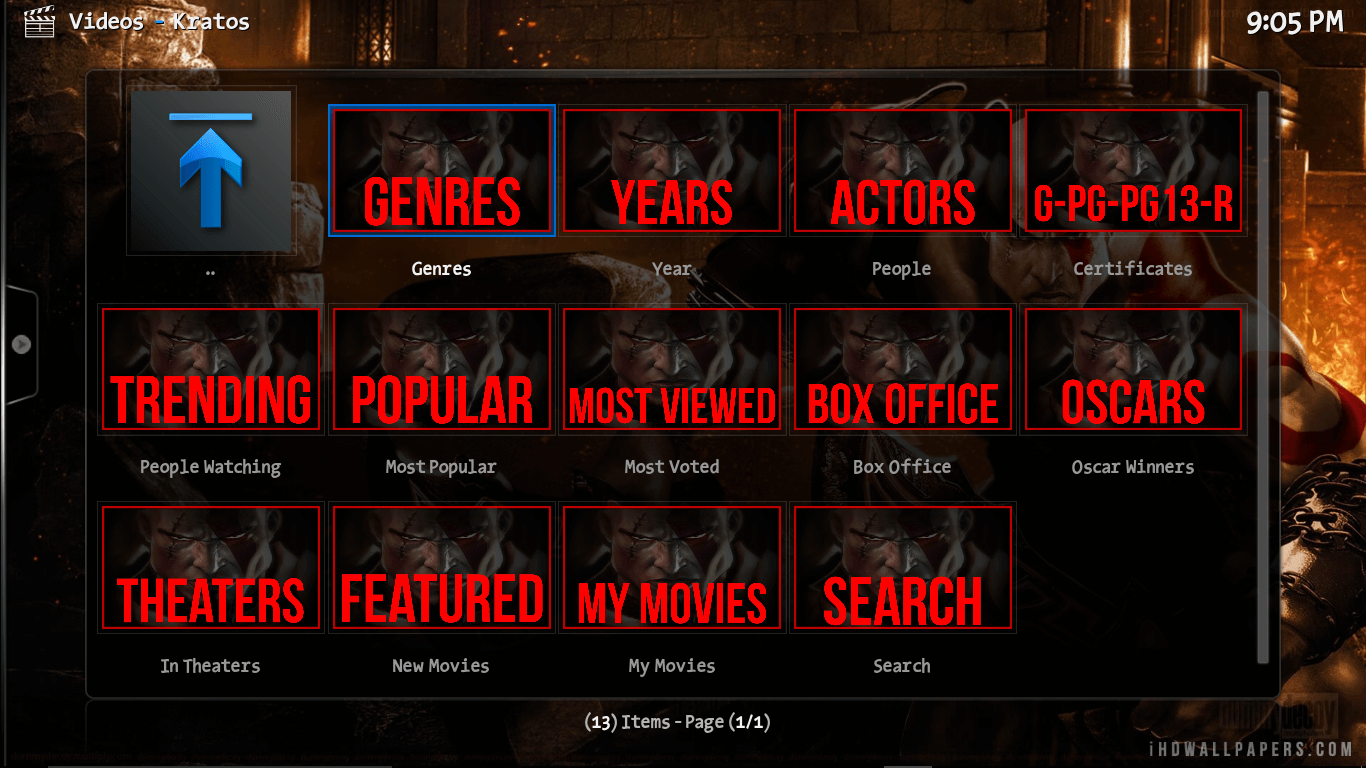 Videos - Kratos
9:05 PM
GENRES
YEARS
ACTORS
G-PG-PG13-R
..
Genres
Year
People
Certificates
TRENDING
POPULAR
MOST VIEWED
BOX OFFICE
OSCARS
People Watching
Most Popular
Most Voted
Box Office
Oscar Winners
THEATERS
FEATURED
MY MOVIES
SEARCH
In Theaters
New Movies
My Movies
Search
(13) Items - Page (1/1)
iHDWALLPAPERS.COM